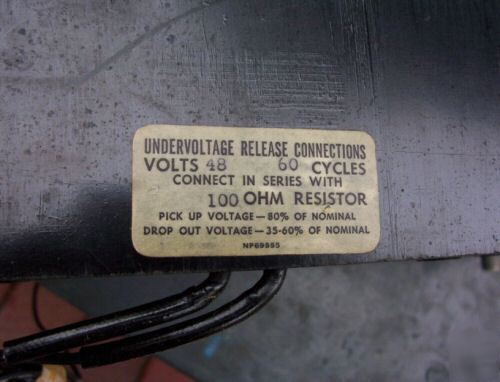 UNDERVOLTAGE RELEASE CONNECTIONS
VOLTS 48 60 CYCLES
CONNECT IN SERIES WITH
100 OHM RESISTOR
PICK UP VOLTAGE—80% OF NOMINAL
DROP OUT VOLTAGE—35-60% OF NOMINAL
NP69555